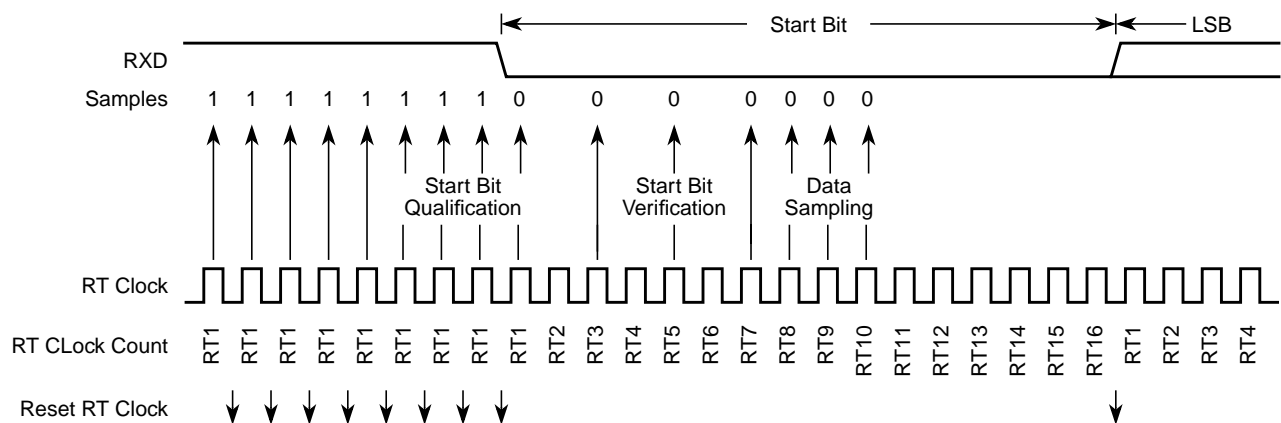 Start Bit LSB
RXD
Samples 1 1 1 1 1 1 1 1 0 0 0 0 0 0 0
Start Bit Qualification
Start Bit Verification
Data Sampling
RT Clock
RT CLock Count RT1 RT1 RT1 RT1 RT1 RT1 RT1 RT1 RT1 RT2 RT3 RT4 RT5 RT6 RT7 RT8 RT9 RT10 RT11 RT12 RT13 RT14 RT15 RT16 RT1 RT2 RT3 RT4
Reset RT Clock